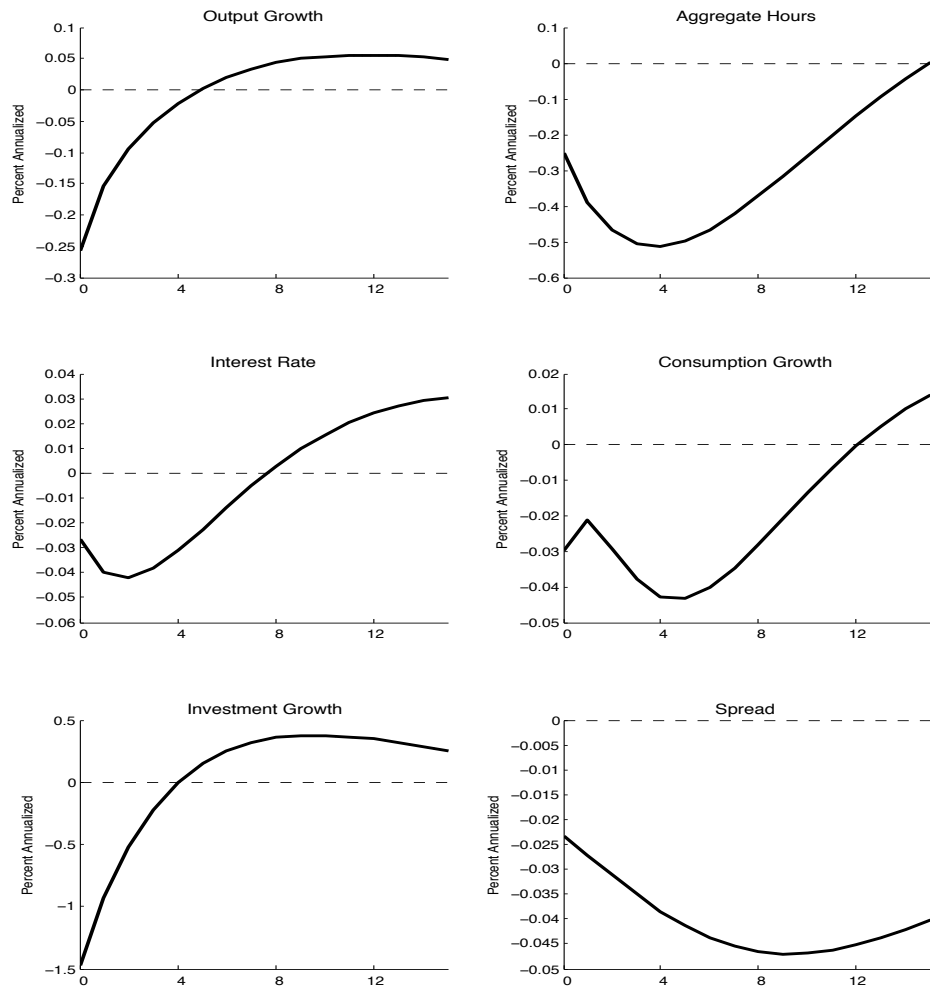 Output Growth
Percent Annualized
0.1
0.05
0
−0.05
−0.1
−0.15
−0.2
−0.25
−0.3
0 4 8 12
Aggregate Hours
Percent Annualized
0.1
0
−0.1
−0.2
−0.3
−0.4
−0.5
−0.6
0 4 8 12
Interest Rate
Percent Annualized
0.04
0.03
0.02
0.01
0
−0.01
−0.02
−0.03
−0.04
−0.05
−0.06
0 4 8 12
Consumption Growth
Percent Annualized
0.02
0.01
0
−0.01
−0.02
−0.03
−0.04
−0.05
0 4 8 12
Investment Growth
Percent Annualized
0.5
0
−0.5
−1
−1.5
0 4 8 12
Spread
Percent Annualized
0
−0.005
−0.01
−0.015
−0.02
−0.025
−0.03
−0.035
−0.04
−0.045
−0.05
0 4 8 12